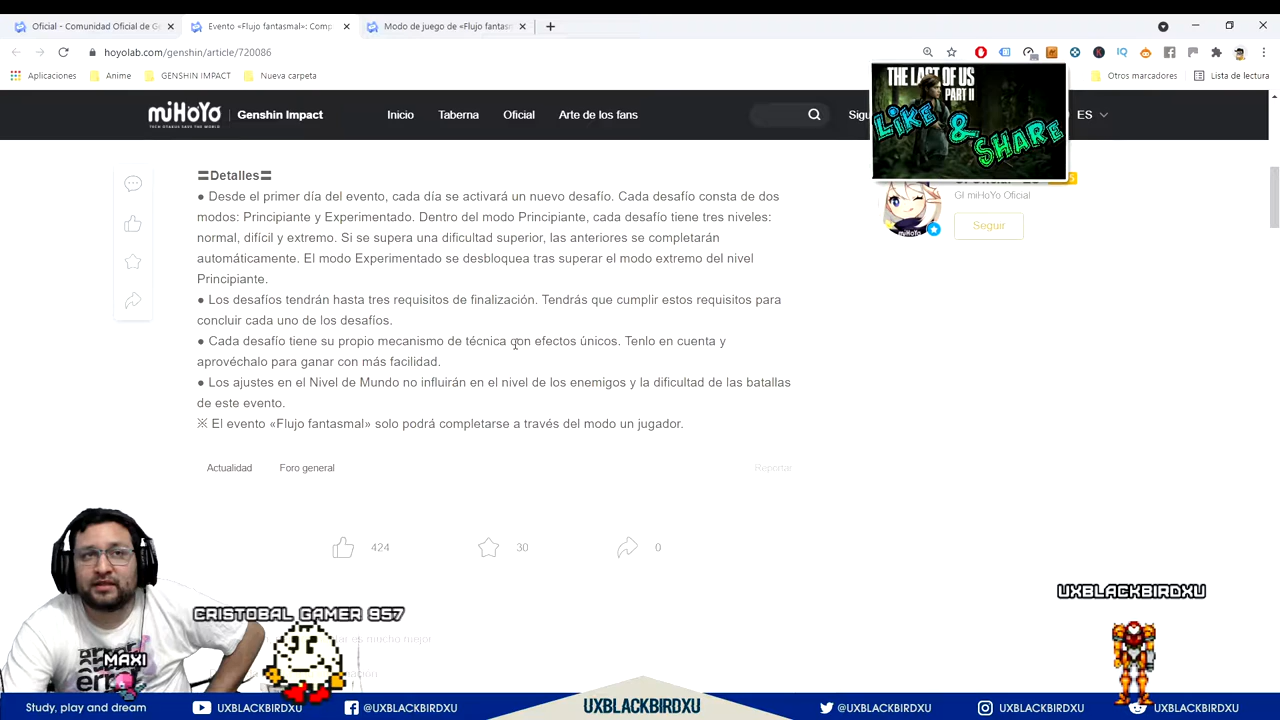 Oficial - Comunidad Oficial de Ge
Evento «Flujo fantasmal»: Comp
Modo de juego de «Flujo fantasm
hoyolab.com/genshin/article/720086
Aplicaciones
Anime
GENSHIN IMPACT
Nueva carpeta
Otros marcadores
Lista de lectura
miHoYo
TECH OTAKUS SAVE THE WORLD
Genshin Impact
Inicio
Taberna
Oficial
Arte de los fans
ES
THE LAST OF US
PART II
LIKE & SHARE
GI miHoYo Oficial
Seguir
〓Detalles〓
● Desde el primer día del evento, cada día se activará un nuevo desafío. Cada desafío consta de dos
modos: Principiante y Experimentado. Dentro del modo Principiante, cada desafío tiene tres niveles:
normal, difícil y extremo. Si se supera una dificultad superior, las anteriores se completarán
automáticamente. El modo Experimentado se desbloquea tras superar el modo extremo del nivel
Principiante.
● Los desafíos tendrán hasta tres requisitos de finalización. Tendrás que cumplir estos requisitos para
concluir cada uno de los desafíos.
● Cada desafío tiene su propio mecanismo de técnica con efectos únicos. Tenlo en cuenta y
aprovéchalo para ganar con más facilidad.
● Los ajustes en el Nivel de Mundo no influirán en el nivel de los enemigos y la dificultad de las batallas
de este evento.
※ El evento «Flujo fantasmal» solo podrá completarse a través del modo un jugador.
Actualidad
Foro general
Reportar
424
30
0
CRISTOBAL GAMER 957
es mucho mejor
MAXI
UXBLACKBIRDXU
Study, play and dream
UXBLACKBIRDXU
@UXBLACKBIRDXU
UXBLACKBIRDXU
@UXBLACKBIRDXU
UXBLACKBIRDXU
UXBLACKBIRDXU